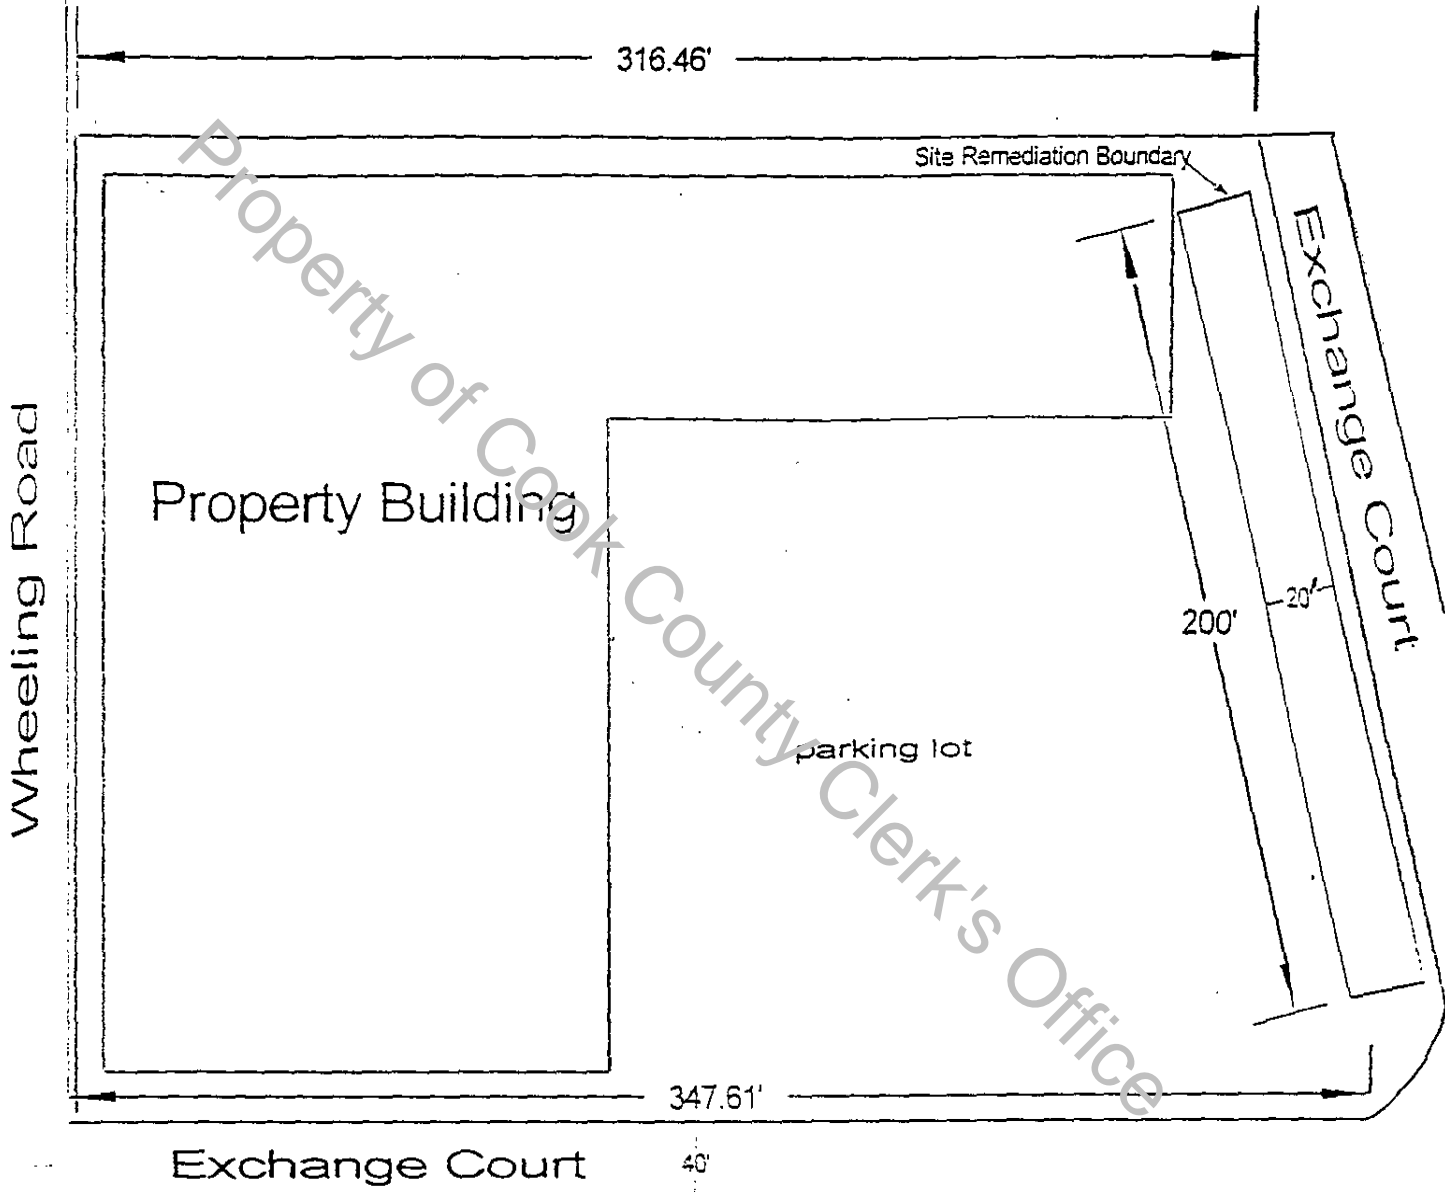 316.46'
Site Remediation Boundary
Exchange Court
Property of Cook County Clerk's Office
Property Building
Wheeling Road
20'
200'
parking lot
347.61'
Exchange Court
40'